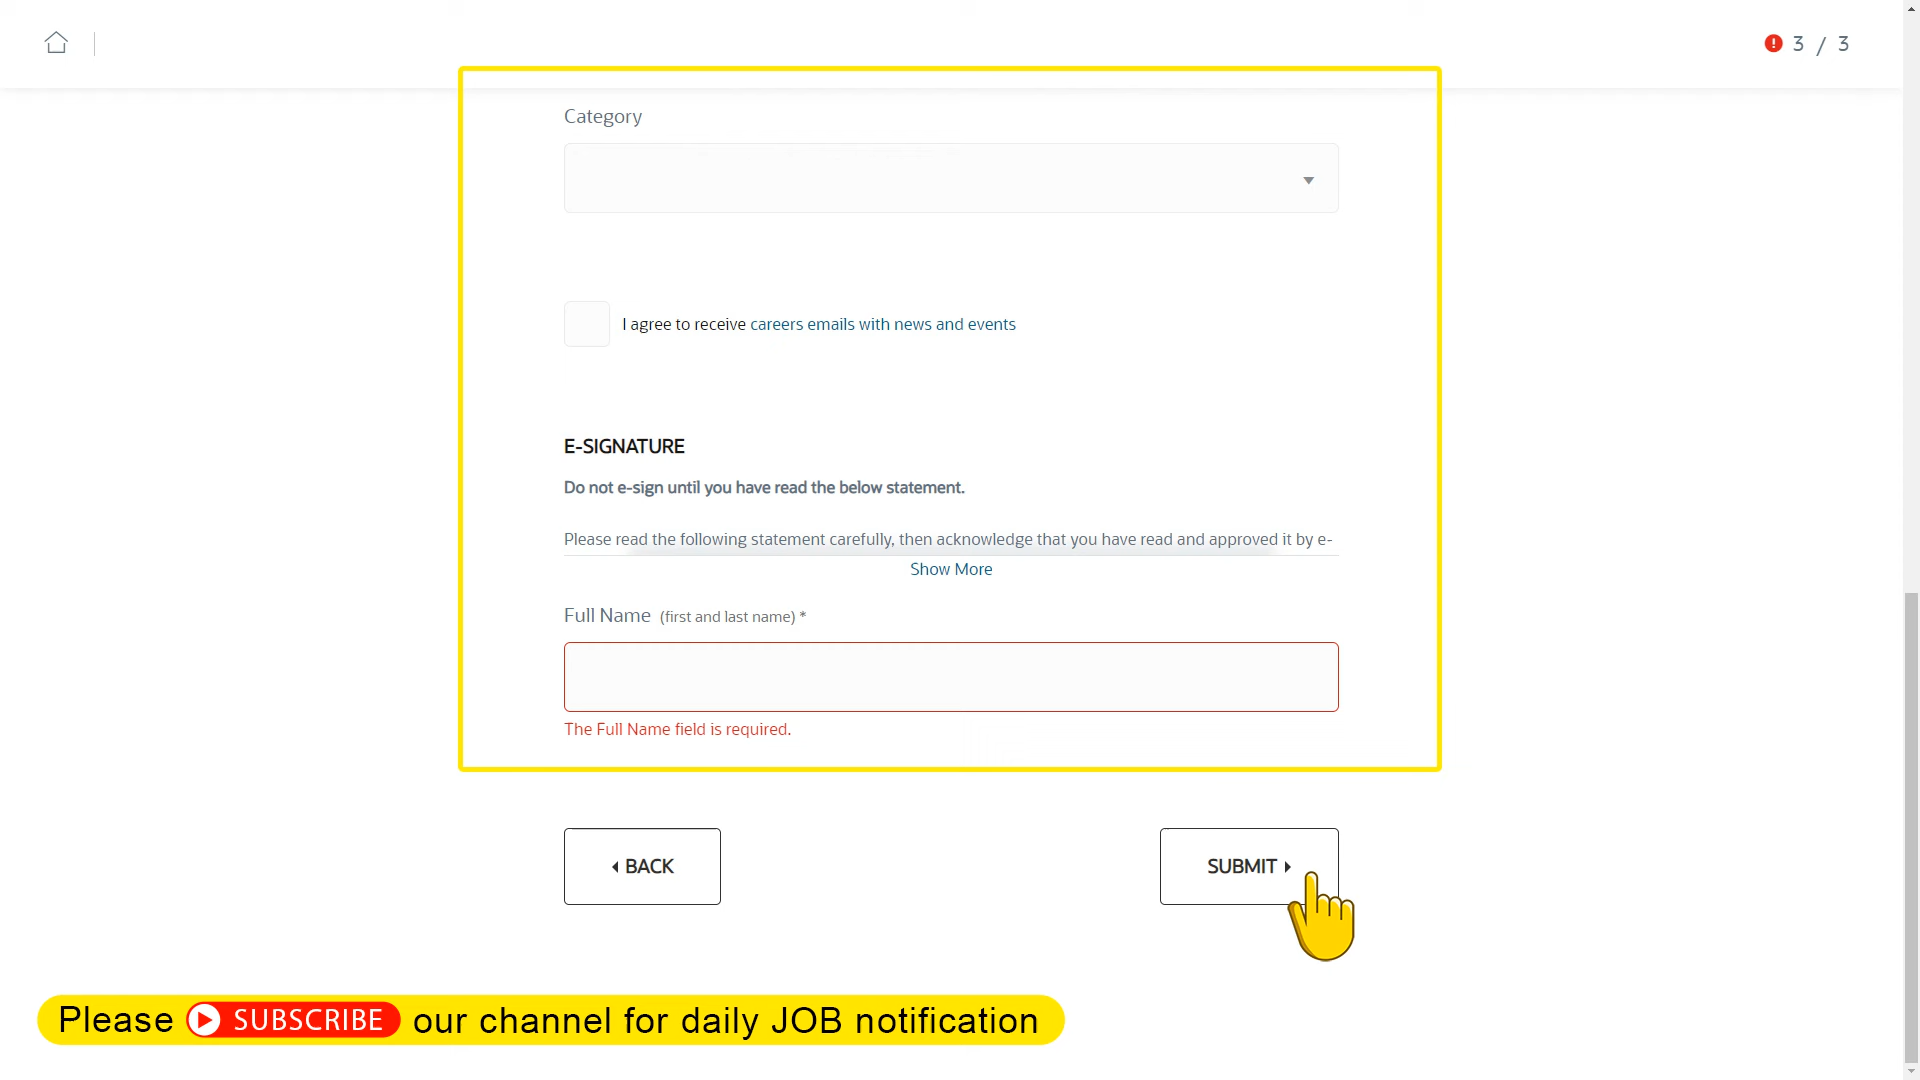 3 / 3
Category
I agree to receive careers emails with news and events
E-SIGNATURE
Do not e-sign until you have read the below statement.
Please read the following statement carefully, then acknowledge that you have read and approved it by e-
Show More
Full Name (first and last name) *
The Full Name field is required.
BACK
SUBMIT
Please SUBSCRIBE our channel for daily JOB notification